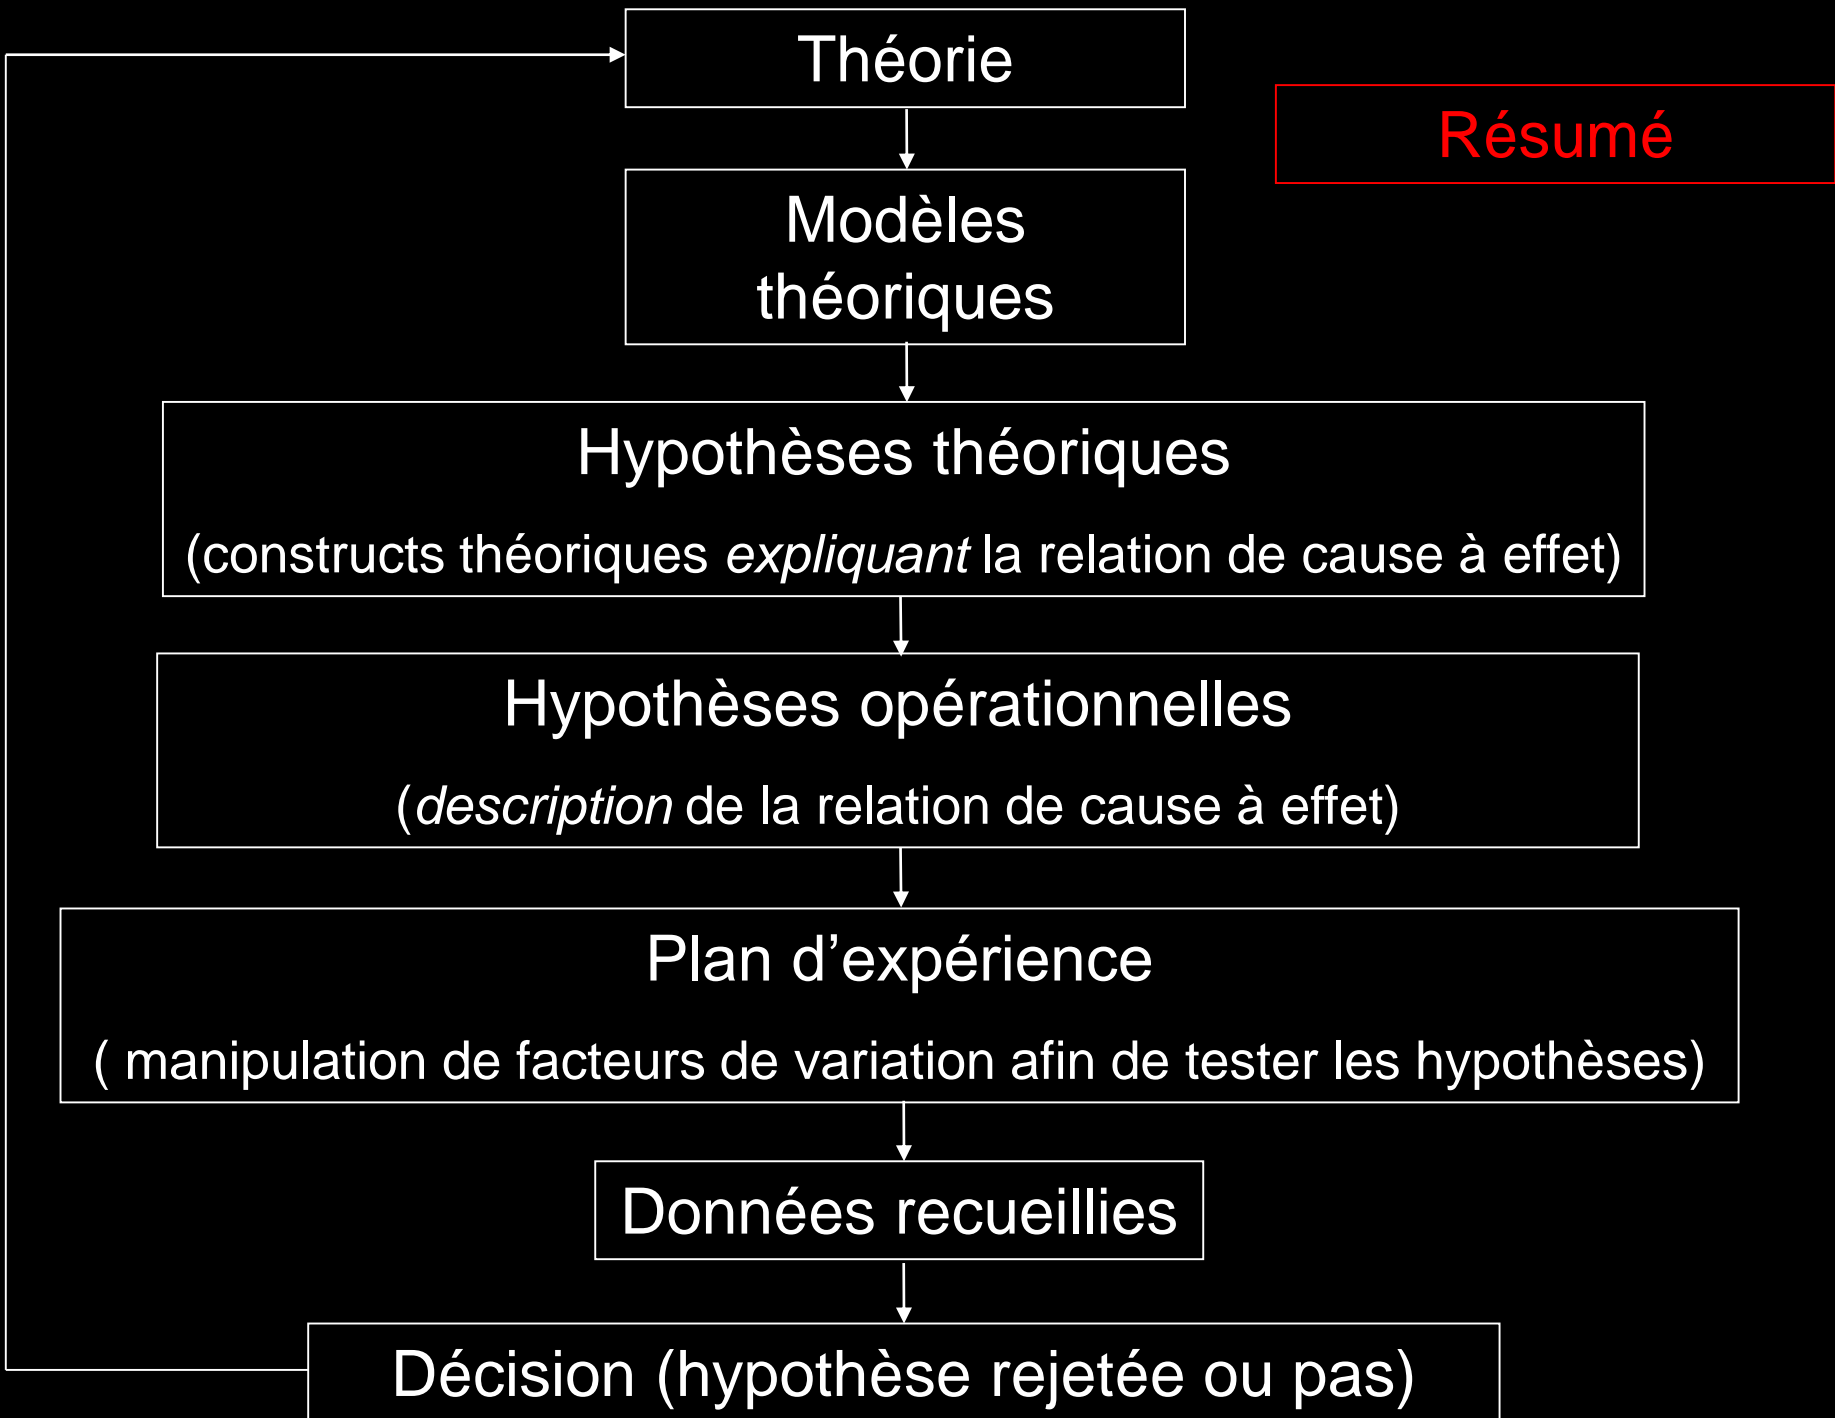 Théorie
Résumé
Modèles
théoriques
Hypothèses théoriques
(constructs théoriques expliquant la relation de cause à effet)
Hypothèses opérationnelles
(description de la relation de cause à effet)
Plan d’expérience
( manipulation de facteurs de variation afin de tester les hypothèses)
Données recueillies
Décision (hypothèse rejetée ou pas)